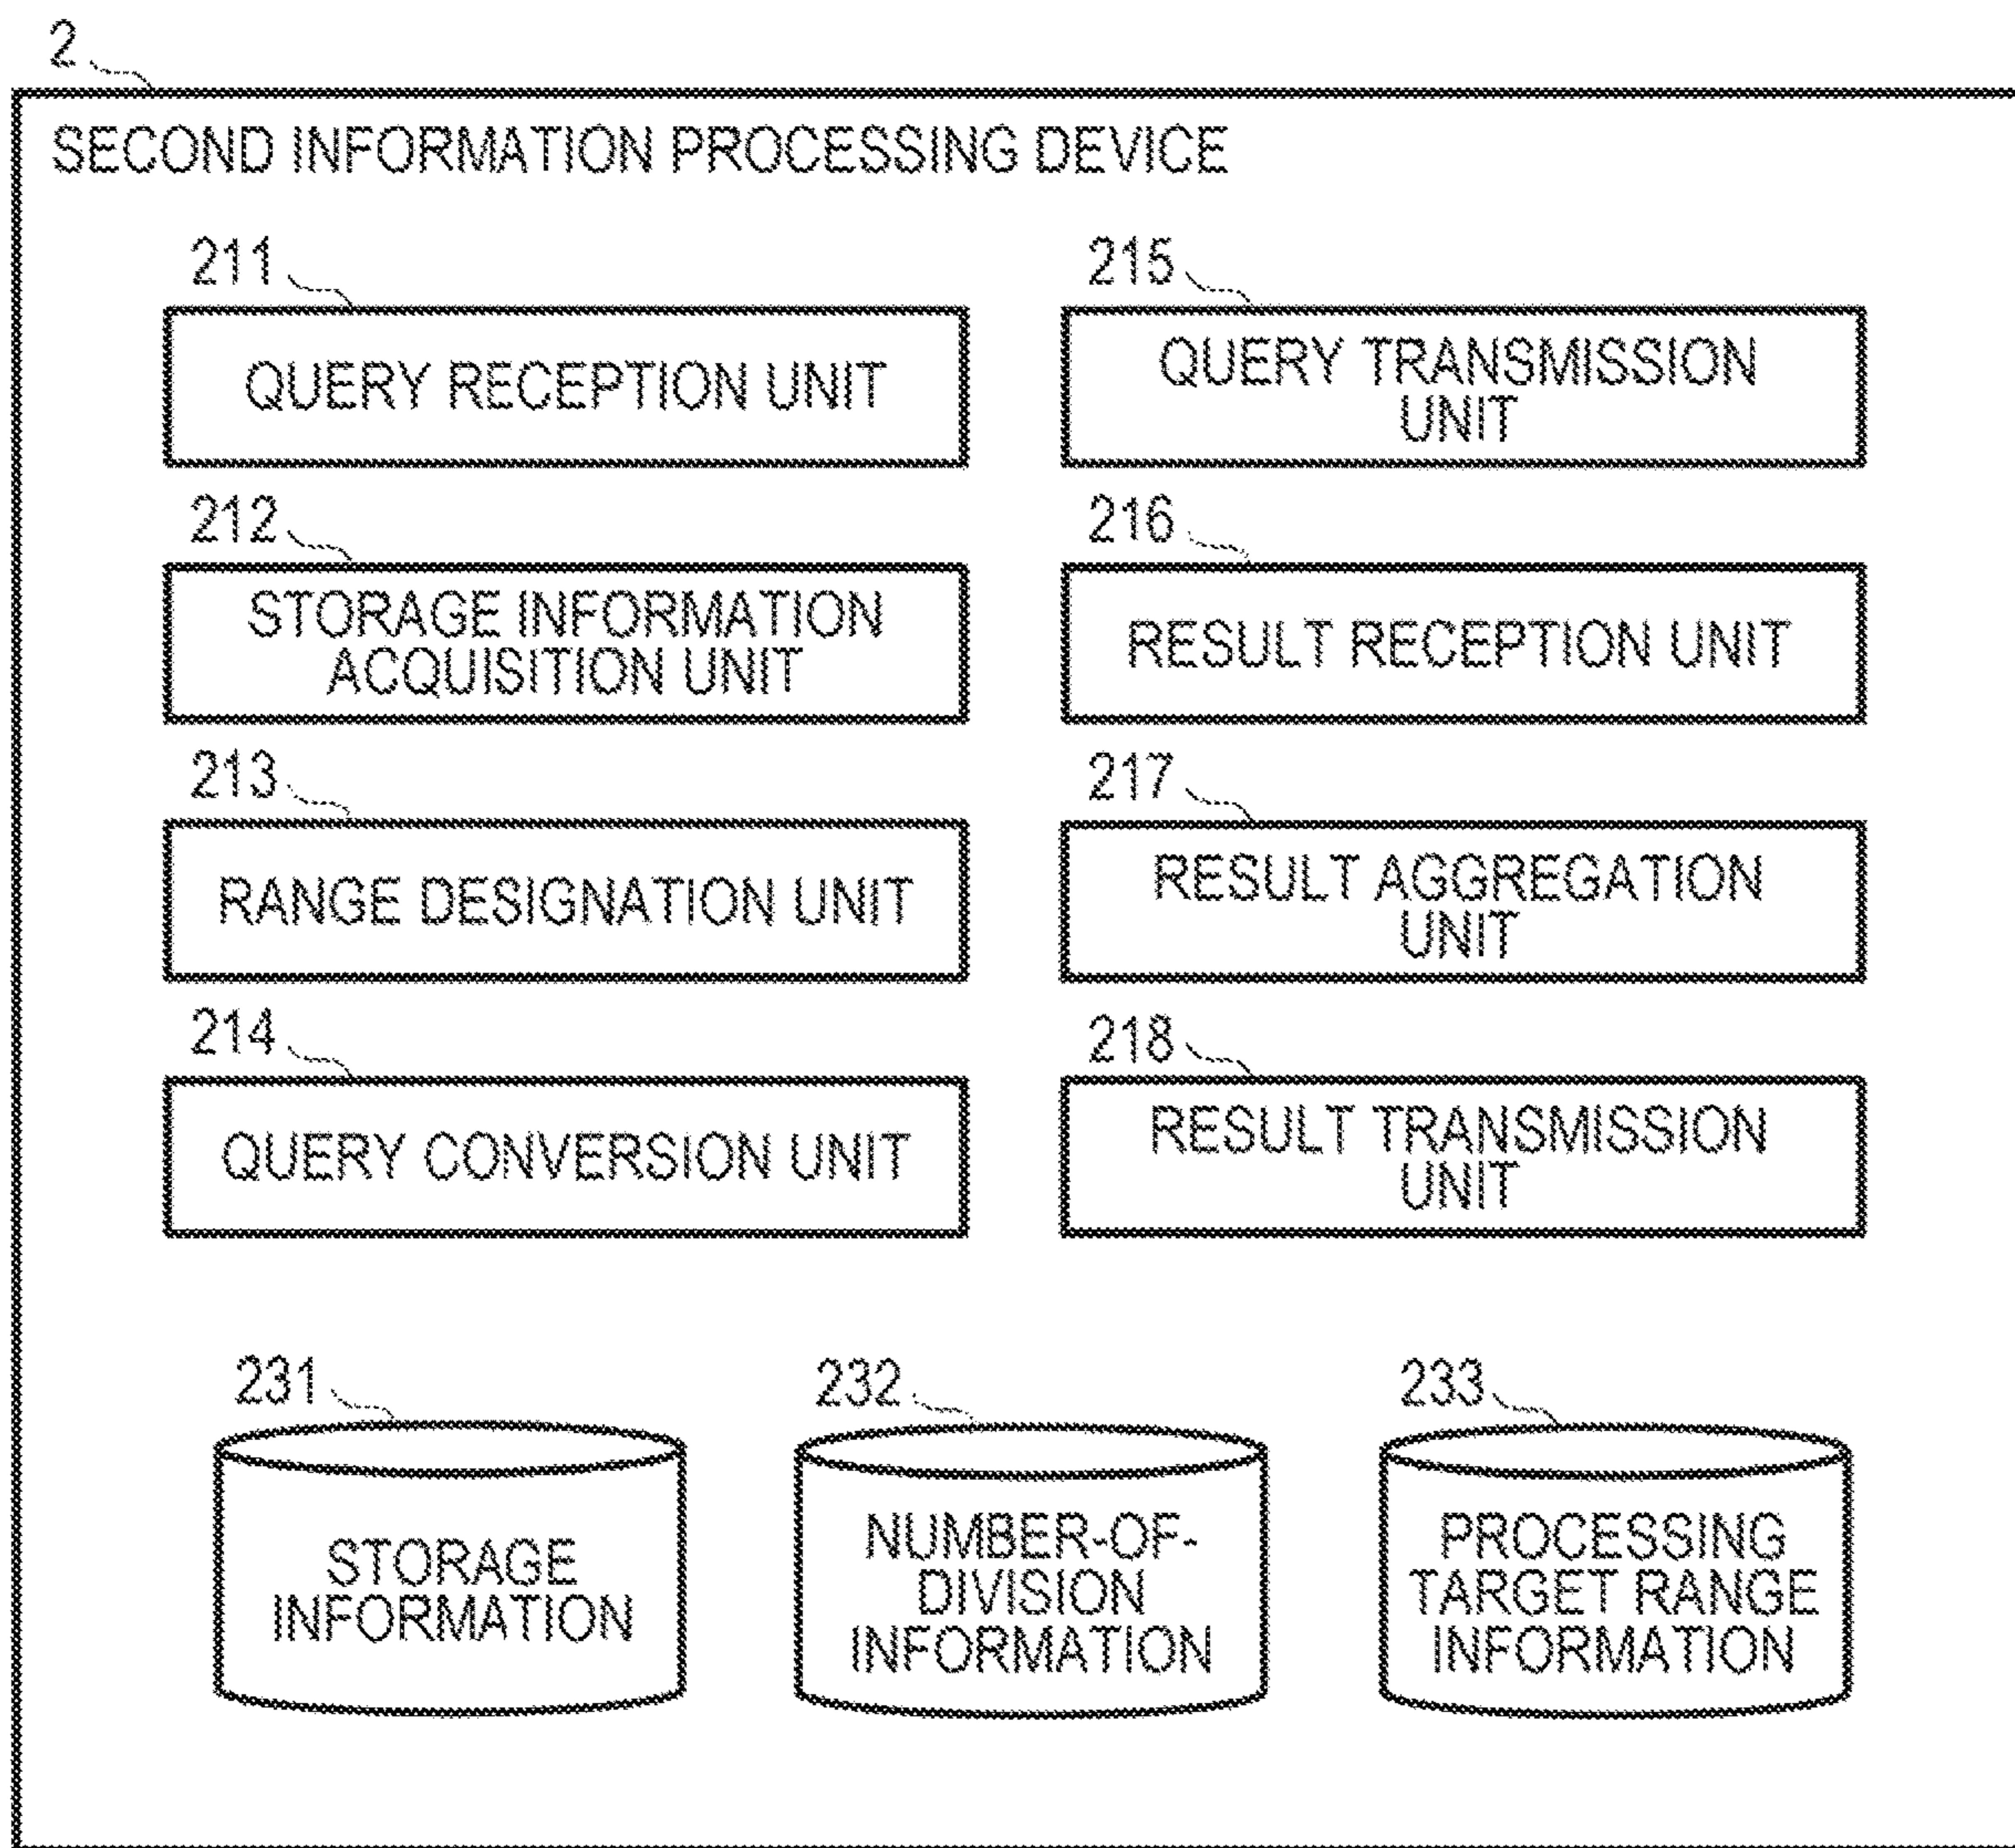 2
SECOND INFORMATION PROCESSING DEVICE
211
QUERY RECEPTION UNIT
212
STORAGE INFORMATION
ACQUISITION UNIT
213
RANGE DESIGNATION UNIT
214
QUERY CONVERSION UNIT
215
QUERY TRANSMISSION
UNIT
216
RESULT RECEPTION UNIT
217
RESULT AGGREGATION
UNIT
218
RESULT TRANSMISSION
UNIT
231
STORAGE
INFORMATION
232
NUMBER-OF-
DIVISION
INFORMATION
233
PROCESSING
TARGET RANGE
INFORMATION